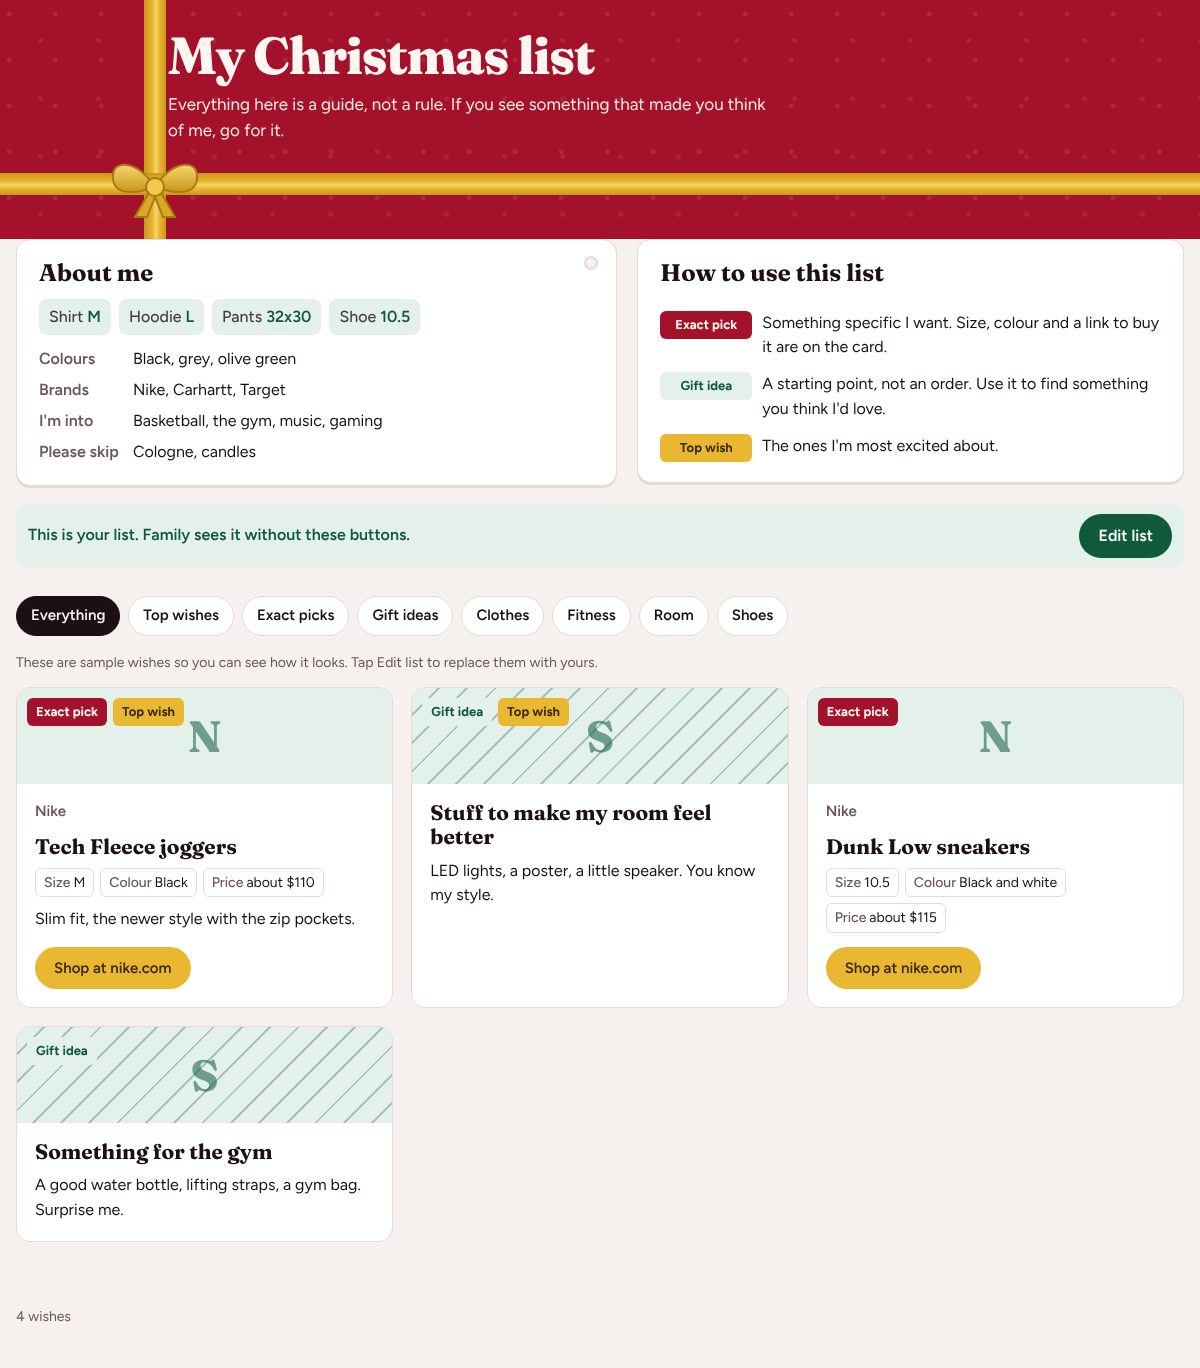 My Christmas list
Everything here is a guide, not a rule. If you see something that made you think
of me, go for it.
About me
Shirt M
Hoodie L
Pants 32x30
Shoe 10.5
Colours Black, grey, olive green
Brands Nike, Carhartt, Target
I'm into Basketball, the gym, music, gaming
Please skip Cologne, candles
How to use this list
Exact pick Something specific I want. Size, colour and a link to buy
it are on the card.
Gift idea A starting point, not an order. Use it to find something
you think I'd love.
Top wish The ones I'm most excited about.
This is your list. Family sees it without these buttons.
Edit list
Everything
Top wishes
Exact picks
Gift ideas
Clothes
Fitness
Room
Shoes
These are sample wishes so you can see how it looks. Tap Edit list to replace them with yours.
Exact pick
Top wish
N
Nike
Tech Fleece joggers
Size M
Colour Black
Price about $110
Slim fit, the newer style with the zip pockets.
Shop at nike.com
Gift idea
Top wish
S
Stuff to make my room feel
better
LED lights, a poster, a little speaker. You know
my style.
Exact pick
N
Nike
Dunk Low sneakers
Size 10.5
Colour Black and white
Price about $115
Shop at nike.com
Gift idea
S
Something for the gym
A good water bottle, lifting straps, a gym bag.
Surprise me.
4 wishes